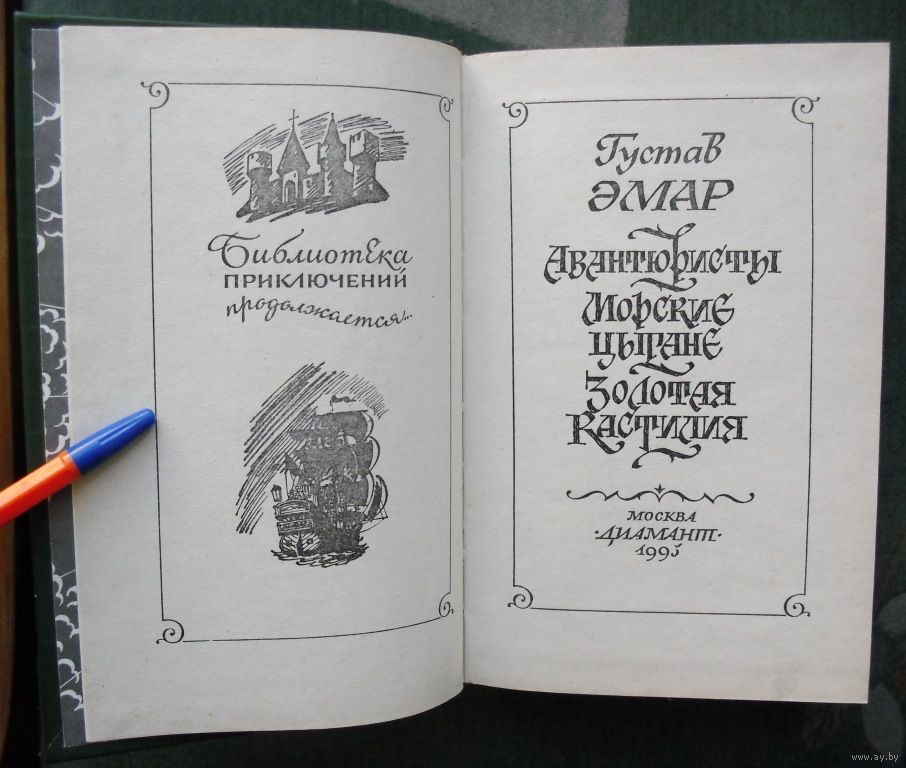 Библиотека
ПРИКЛЮЧЕНИЙ
продолжается...
Густав
ЭМАР
Авантюристы
Морские
цыгане
Золотая
Кастилия
МОСКВА
·ДИАМАНТ·
1995
www.ay.by